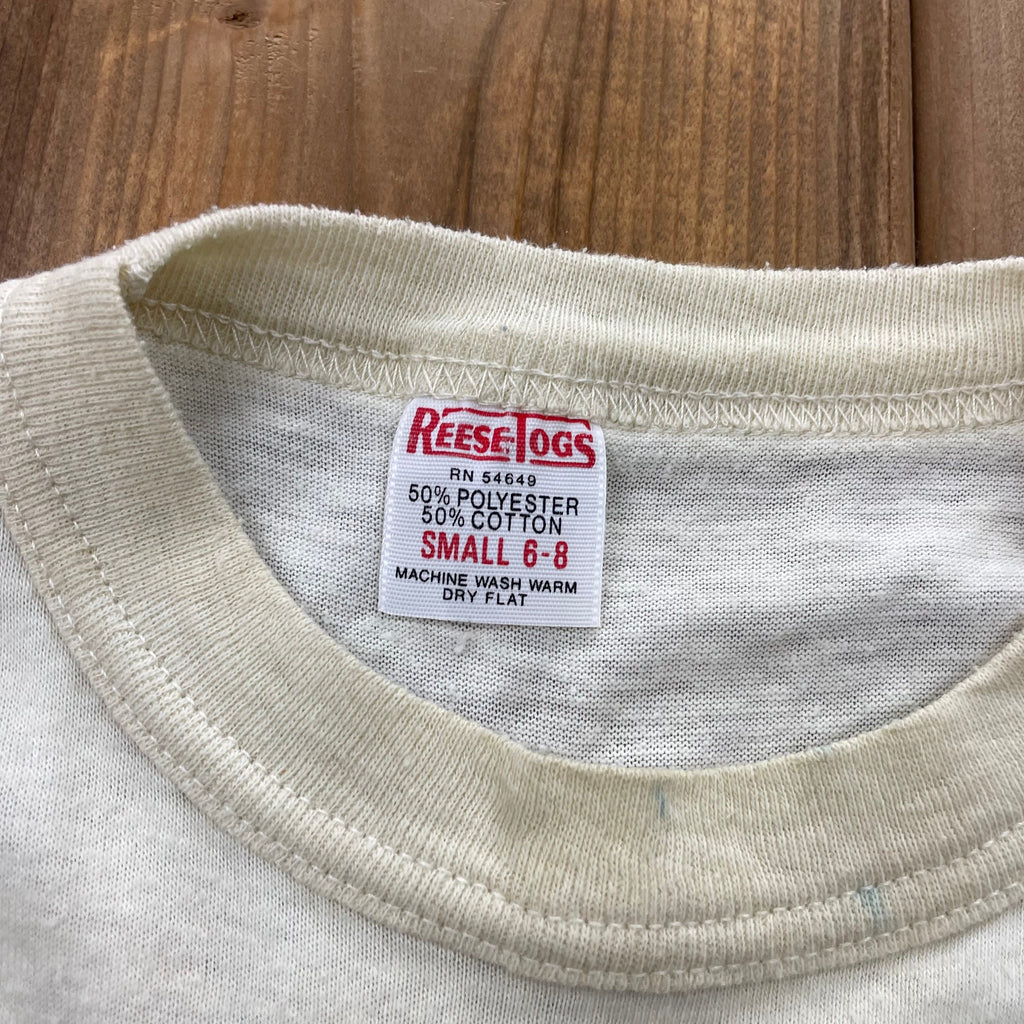 REESE TOGS
RN 54649
50% POLYESTER
50% COTTON
SMALL 6-8
MACHINE WASH WARM
DRY FLAT